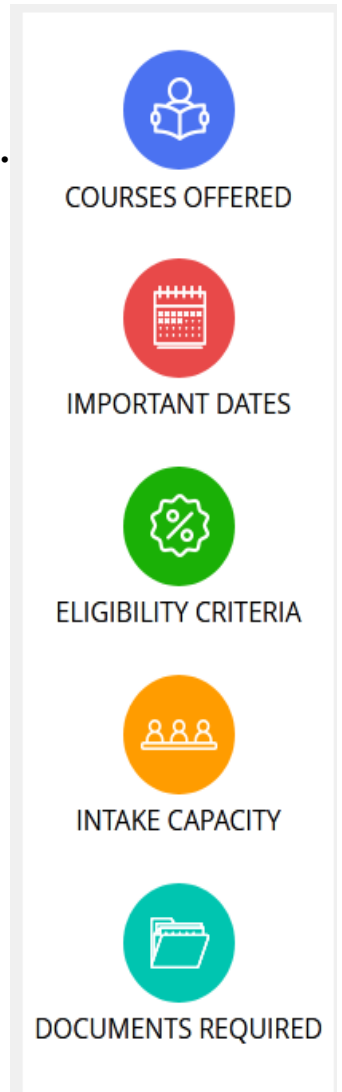 COURSES OFFERED
IMPORTANT DATES
ELIGIBILITY CRITERIA
INTAKE CAPACITY
DOCUMENTS REQUIRED